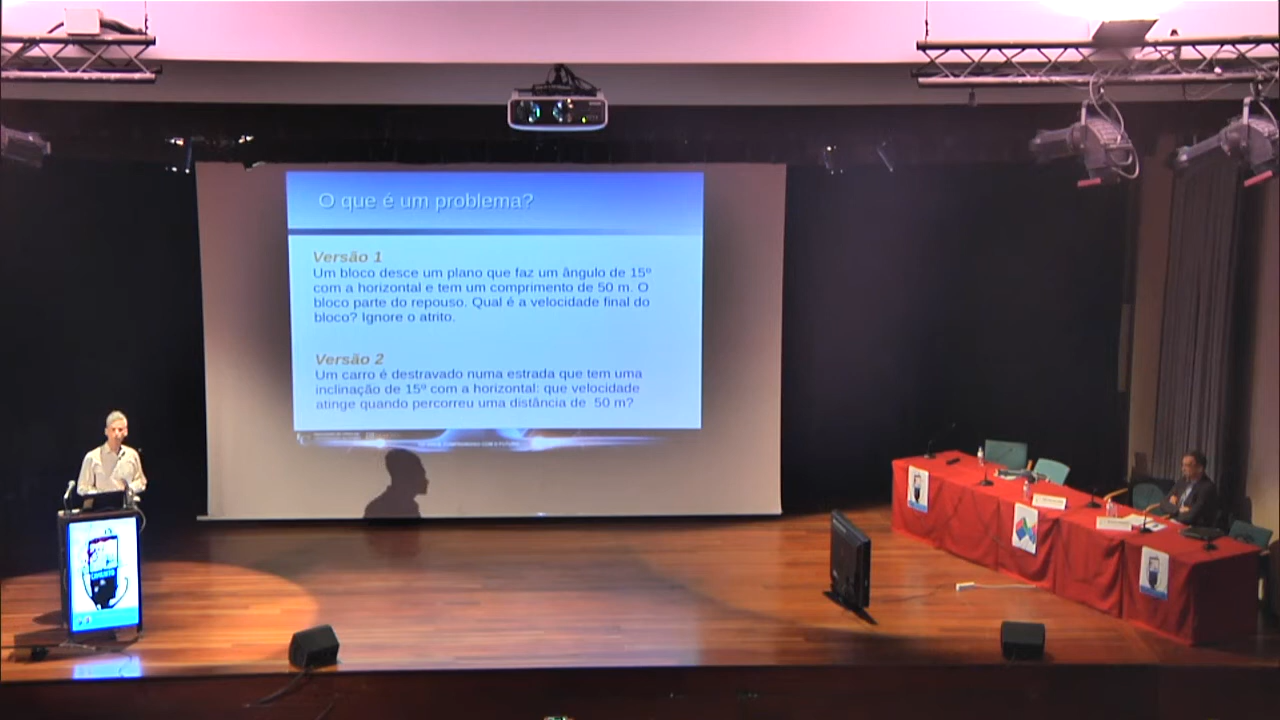 O que é um problema?
Versão 1
Um bloco desce um plano que faz um ângulo de 15º
com a horizontal e tem um comprimento de 50 m. O
bloco parte do repouso. Qual é a velocidade final do
bloco? Ignore o atrito.
Versão 2
Um carro é destravado numa estrada que tem uma
inclinação de 15º com a horizontal: que velocidade
atinge quando percorreu uma distância de 50 m?